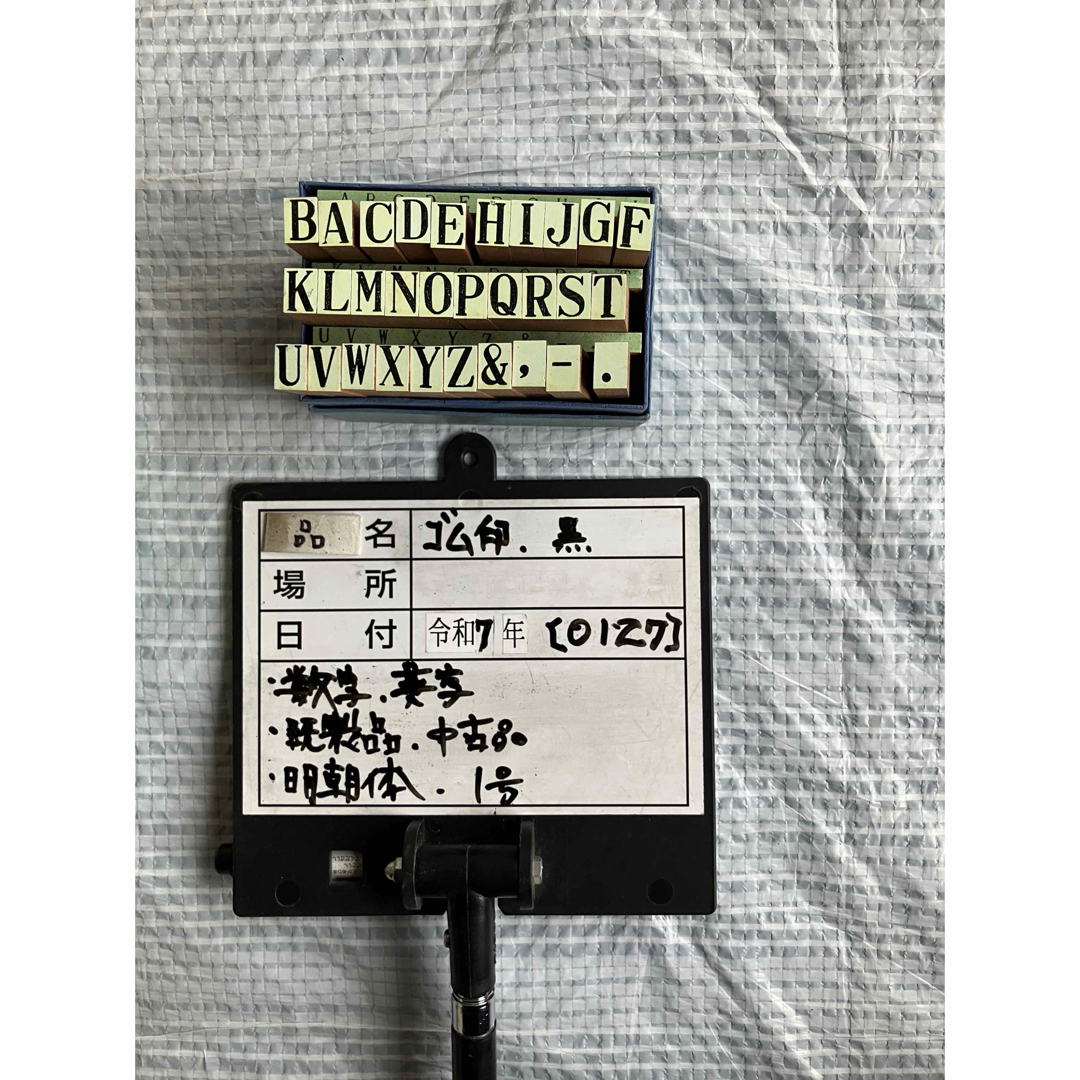 BACDEHIJGF
KLMNOPQRST
UVWXYZ&,-.
品名 ゴム印.黒
場所
日付 令和7年 [0127]
・数字.英字
・既製品.中古80
・明朝体.1号